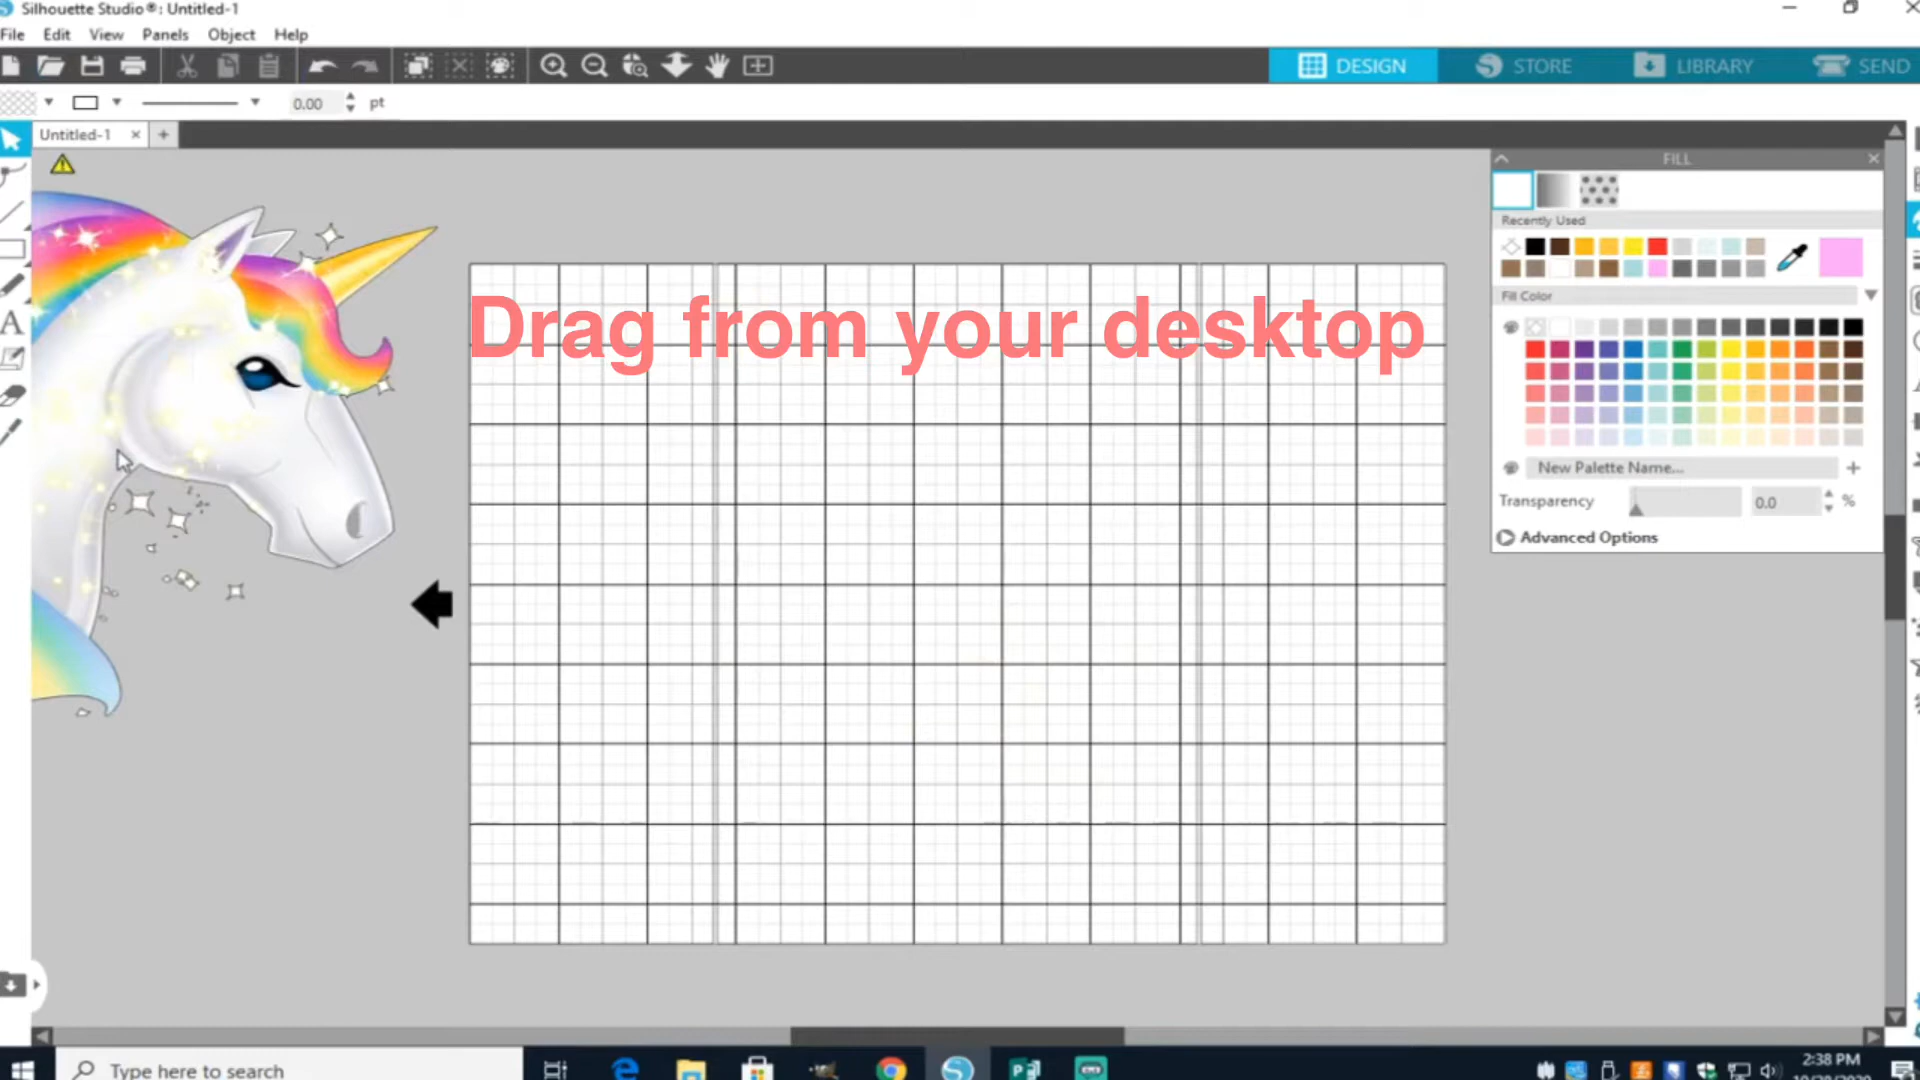 Silhouette Studio®: Untitled-1
File Edit View Panels Object Help
DESIGN STORE LIBRARY SEND
0.00 pt
Untitled-1
FILL
Recently Used
Drag from your desktop
Fill Color
New Palette Name...
Transparency 0.0 %
Advanced Options
A
Type here to search
2:38 PM